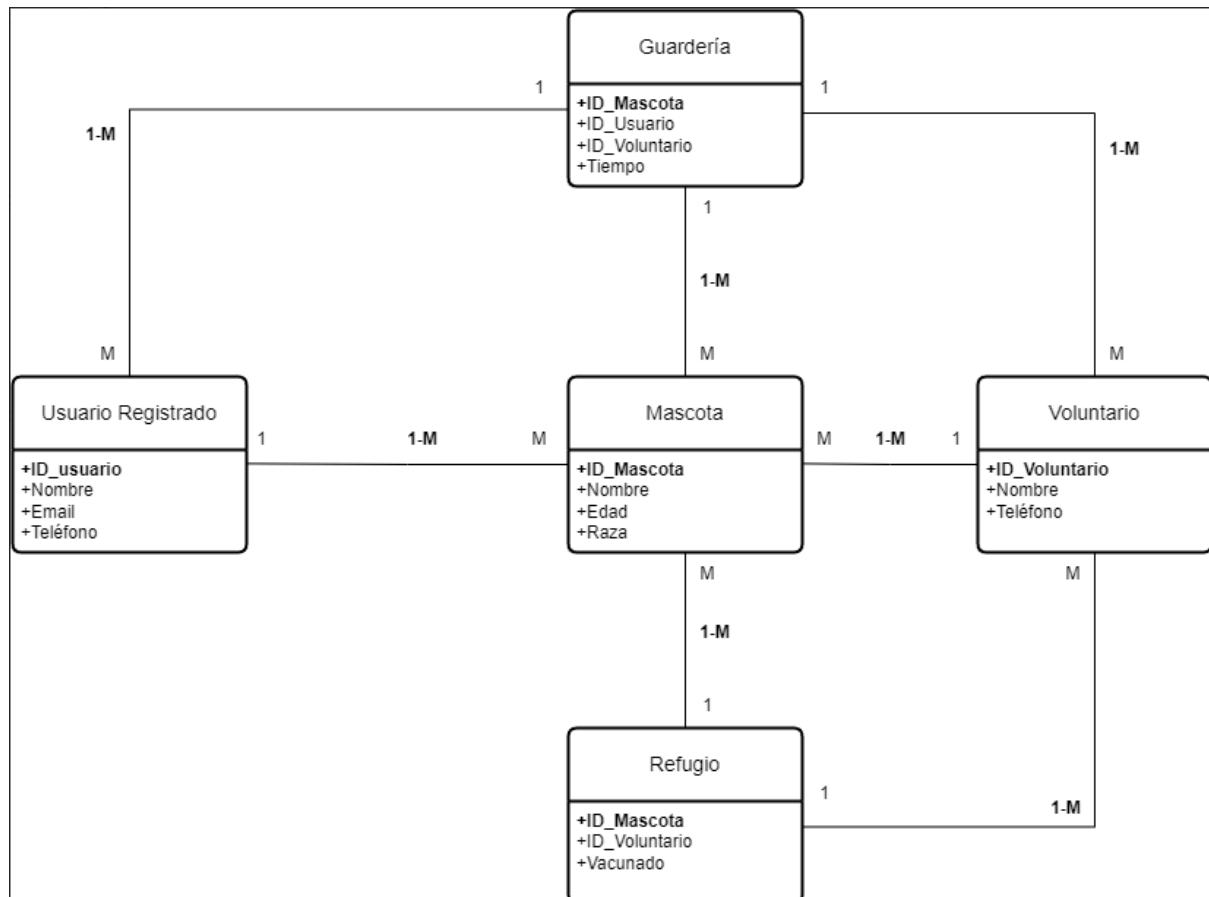 Guardería
1
+ID_Mascota
1
+ID_Usuario
+ID_Voluntario
+Tiempo
1-M
1-M
1
1-M
M
M
M
Usuario Registrado
Mascota
Voluntario
1
1-M
M
M
1-M
1
+ID_usuario
+Nombre
+Email
+Teléfono
+ID_Mascota
+Nombre
+Edad
+Raza
+ID_Voluntario
+Nombre
+Teléfono
M
M
1-M
1
Refugio
1
1-M
+ID_Mascota
+ID_Voluntario
+Vacunado